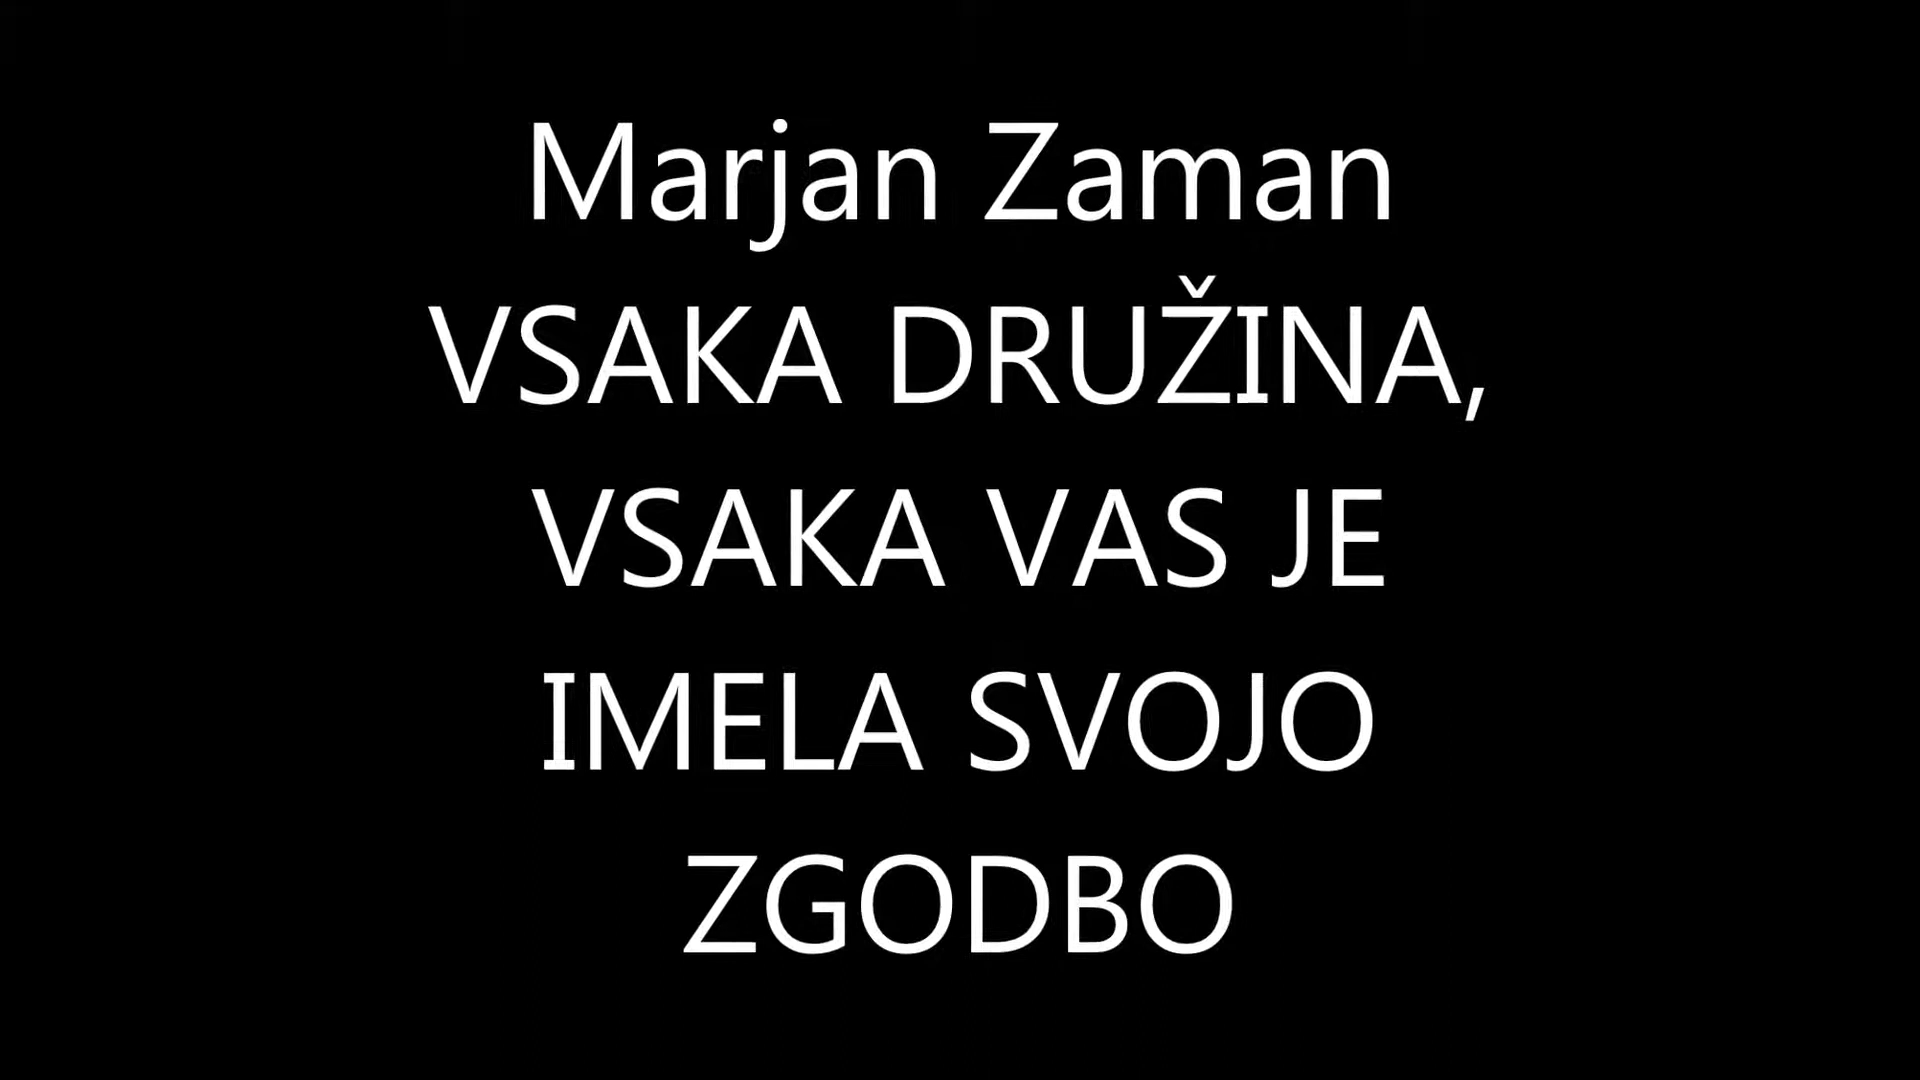 Marjan Zaman
VSAKA DRUŽINA,
VSAKA VAS JE
IMELA SVOJO
ZGODBO